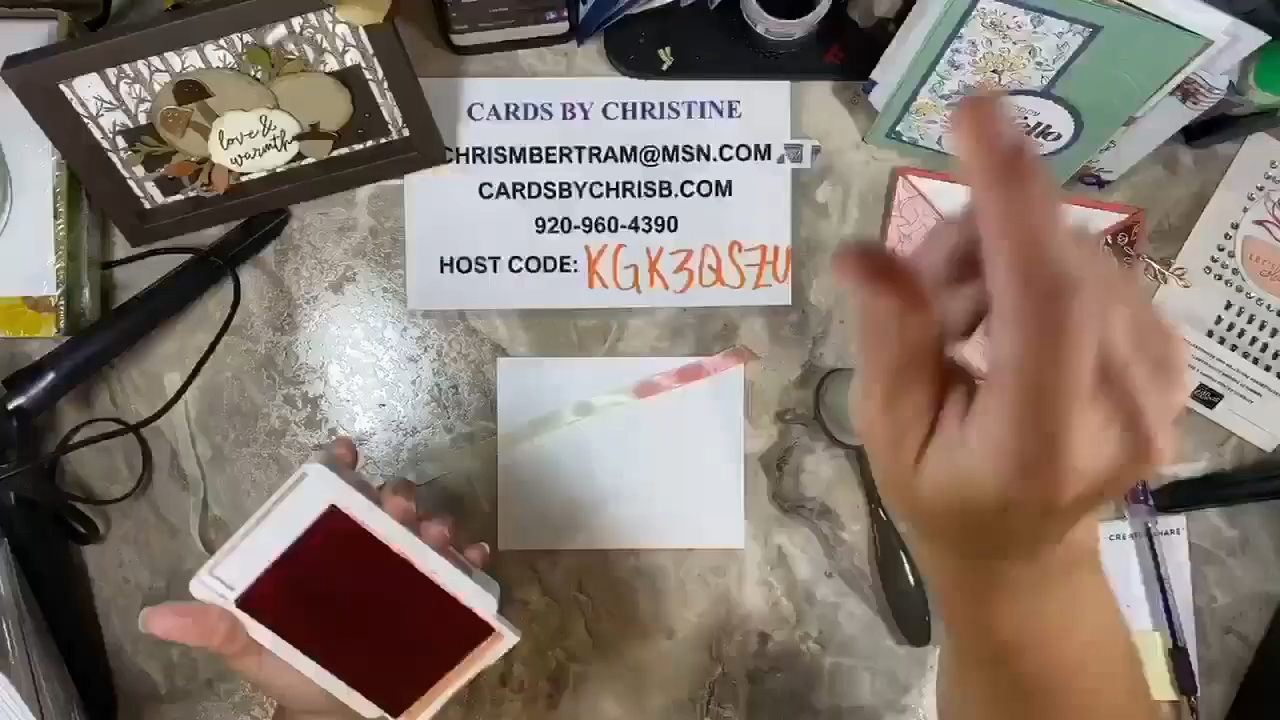 love &
warmth
CARDS BY CHRISTINE
CHRISMBERTRAM@MSN.COM
CARDSBYCHRISB.COM
920-960-4390
HOST CODE: KGK3QSZU